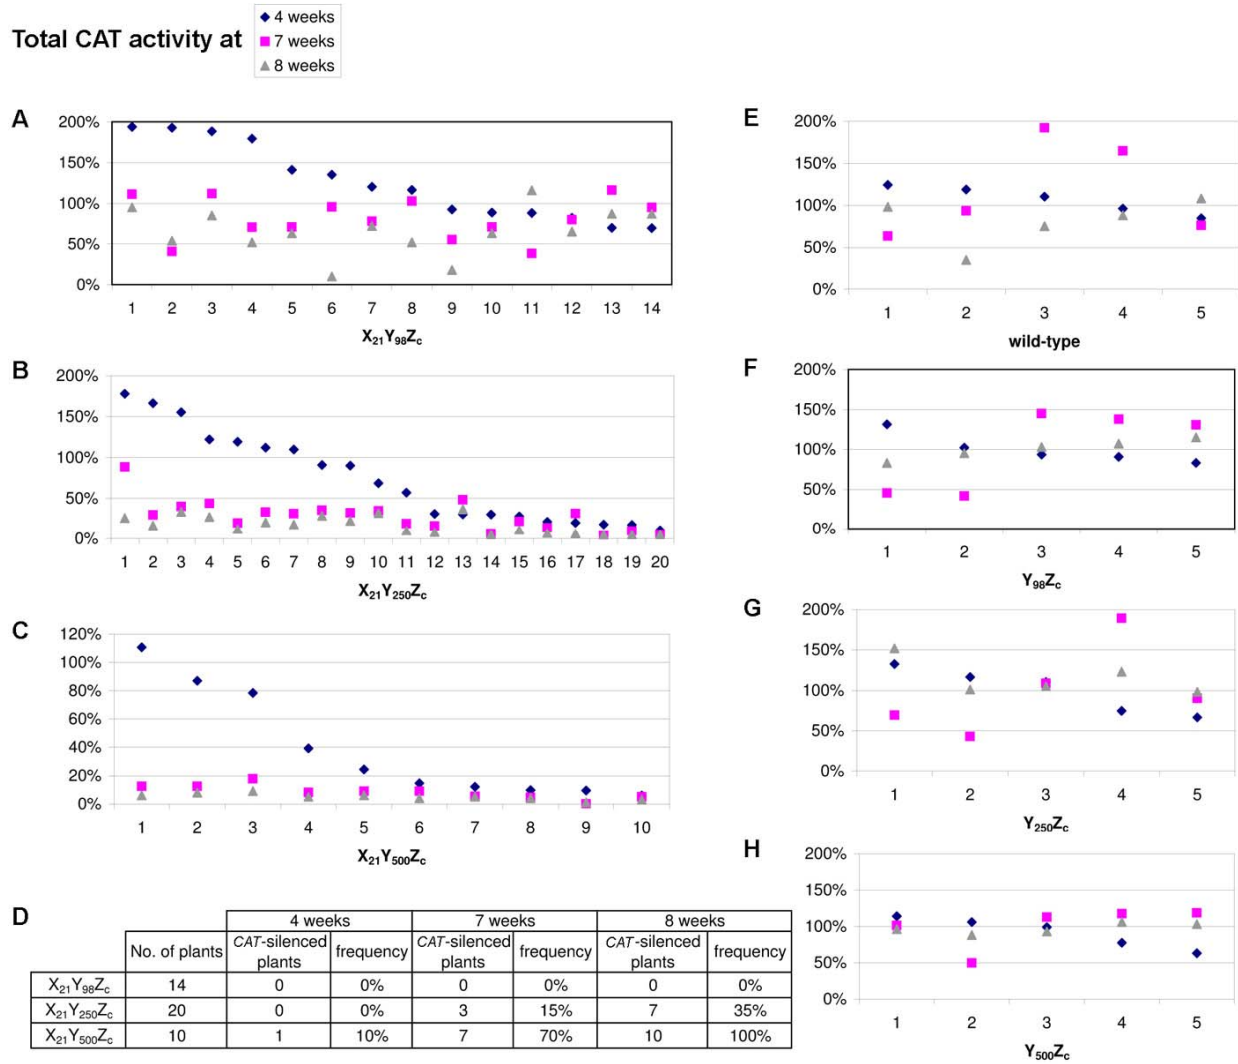 Total CAT activity at
4 weeks
7 weeks
8 weeks
A
200%
150%
100%
50%
0%
1 2 3 4 5 6 7 8 9 10 11 12 13 14
X21Y98Zc
B
200%
150%
100%
50%
0%
1 2 3 4 5 6 7 8 9 10 11 12 13 14 15 16 17 18 19 20
X21Y250Zc
C
120%
100%
80%
60%
40%
20%
0%
1 2 3 4 5 6 7 8 9 10
X21Y500Zc
D
4 weeks 7 weeks 8 weeks
No. of plants CAT-silenced plants frequency CAT-silenced plants frequency CAT-silenced plants frequency
X21Y98Zc 14 0 0% 0 0% 0 0%
X21Y250Zc 20 0 0% 3 15% 7 35%
X21Y500Zc 10 1 10% 7 70% 10 100%
E
200%
150%
100%
50%
0%
1 2 3 4 5
wild-type
F
200%
150%
100%
50%
0%
1 2 3 4 5
Y98Zc
G
200%
150%
100%
50%
0%
1 2 3 4 5
Y250Zc
H
200%
150%
100%
50%
0%
1 2 3 4 5
Y500Zc